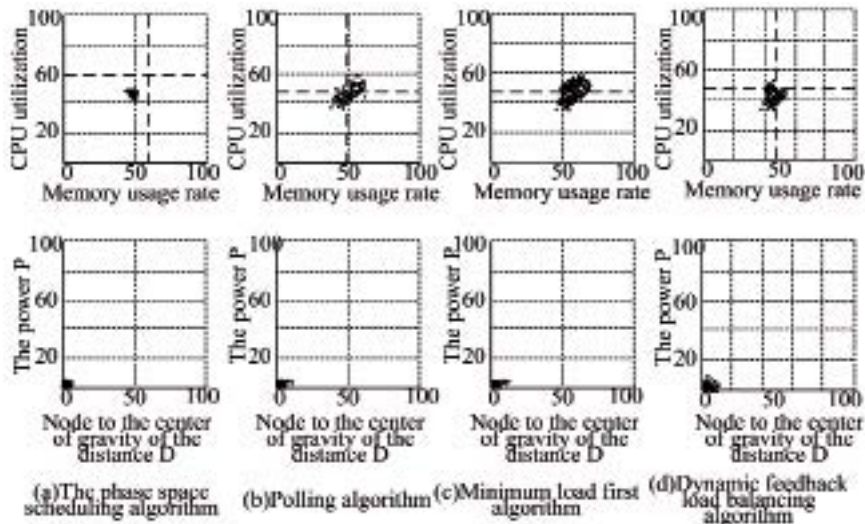 100
60
20
CPU utilization
0 50 100
Memory usage rate
100
60
20
CPU utilization
0 50 100
Memory usage rate
100
60
20
CPU utilization
0 50 100
Memory usage rate
100
60
20
CPU utilization
0 50 100
Memory usage rate
100
60
20
The power P
0 50 100
Node to the center
of gravity of the
distance D
100
60
20
The power P
0 50 100
Node to the center
of gravity of the
distance D
100
60
20
The power P
0 50 100
Node to the center
of gravity of the
distance D
100
60
20
The power P
0 50 100
Node to the center
of gravity of the
distance D
(a)The phase space
scheduling algorithm
(b)Polling algorithm
(c)Minimum load first
algorithm
(d)Dynamic feedback
load balancing
algorithm